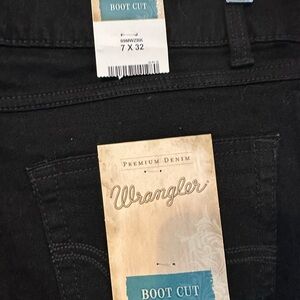 BOOT CUT
7 X 32
PREMIUM DENIM
Wrangler
BOOT CUT